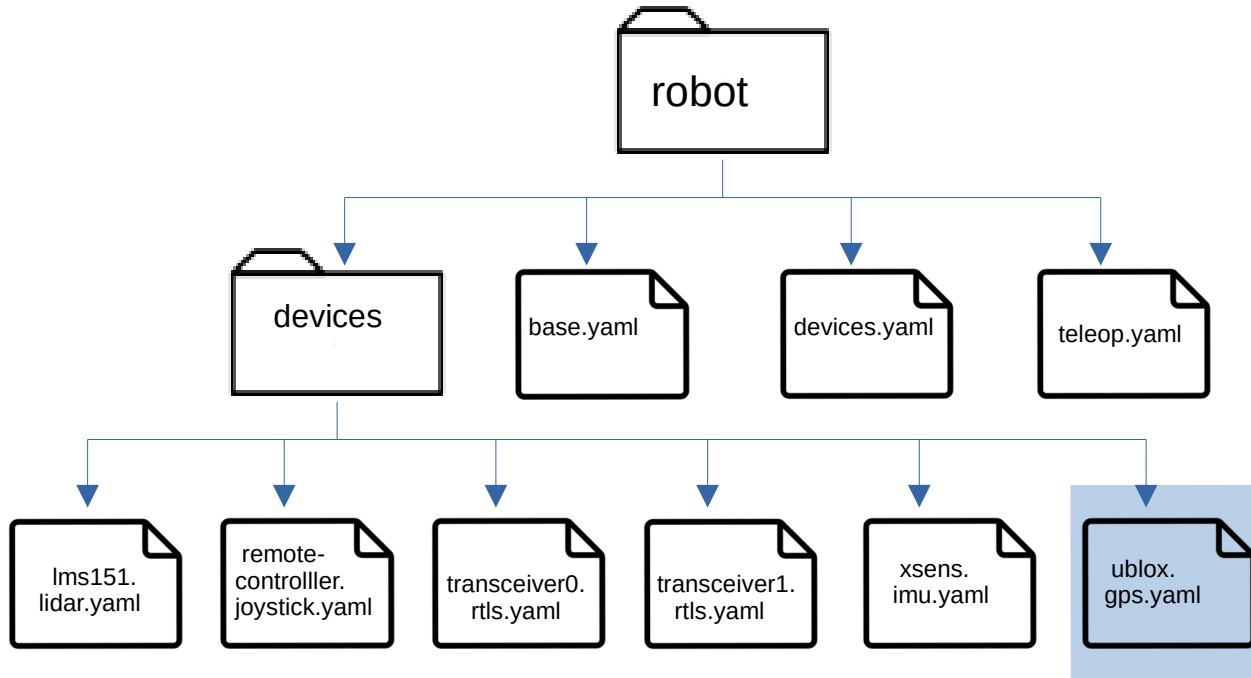 robot
devices
base.yaml
devices.yaml
teleop.yaml
lms151.
lidar.yaml
remote-
controlller.
joystick.yaml
transceiver0.
rtls.yaml
transceiver1.
rtls.yaml
xsens.
imu.yaml
ublox.
gps.yaml